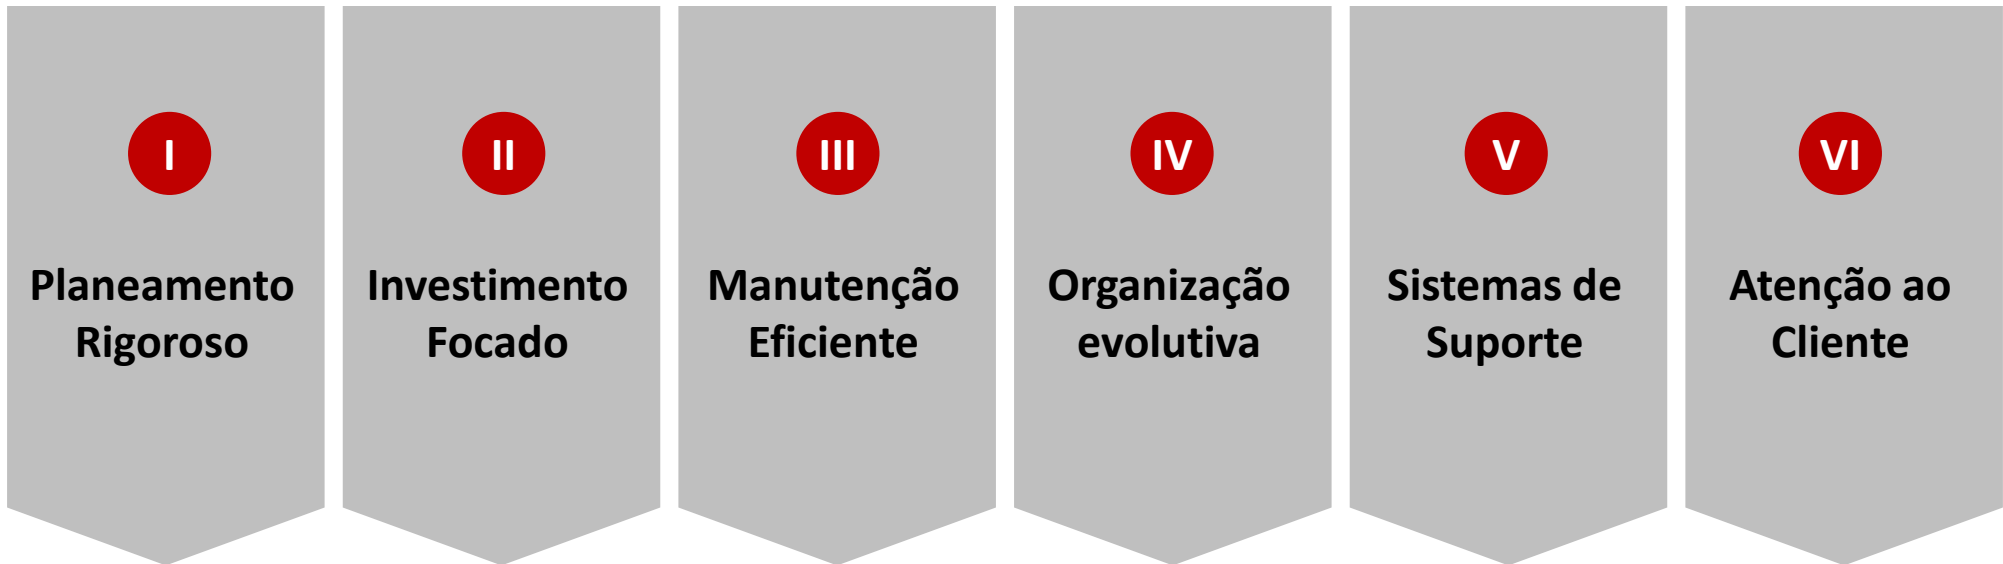 I
Planeamento
Rigoroso
II
Investimento
Focado
III
Manutenção
Eficiente
IV
Organização
evolutiva
V
Sistemas de
Suporte
VI
Atenção ao
Cliente